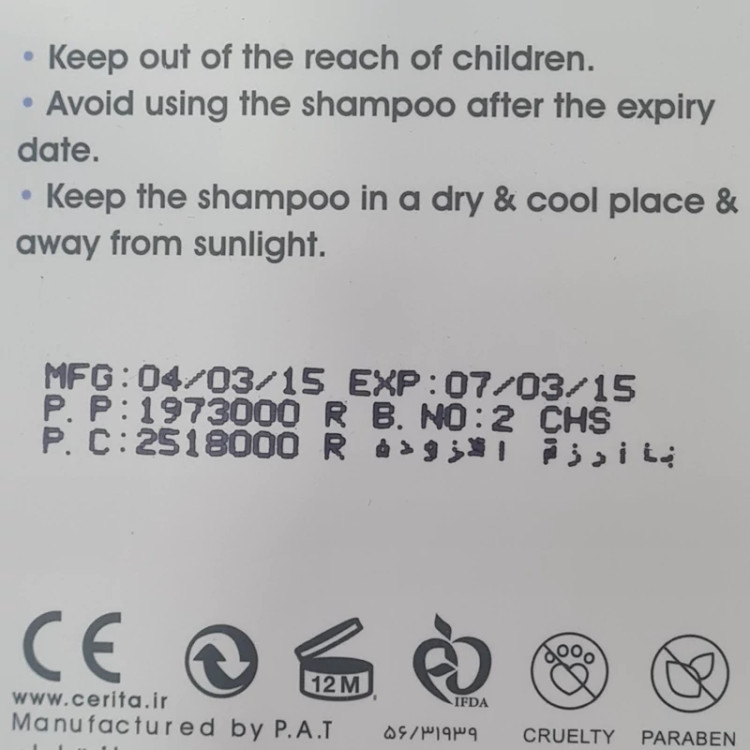 • Keep out of the reach of children.
• Avoid using the shampoo after the expiry
date.
• Keep the shampoo in a dry & cool place &
away from sunlight.
MFG:04/03/15 EXP:07/03/15
P. P:1973000 R B. NO:2 CHS
P. C:2518000 R
CE
12M
IFDA
www.cerita.ir
Manufactured by P.A.T
۵۶/۳۱۹۳۹
CRUELTY
PARABEN